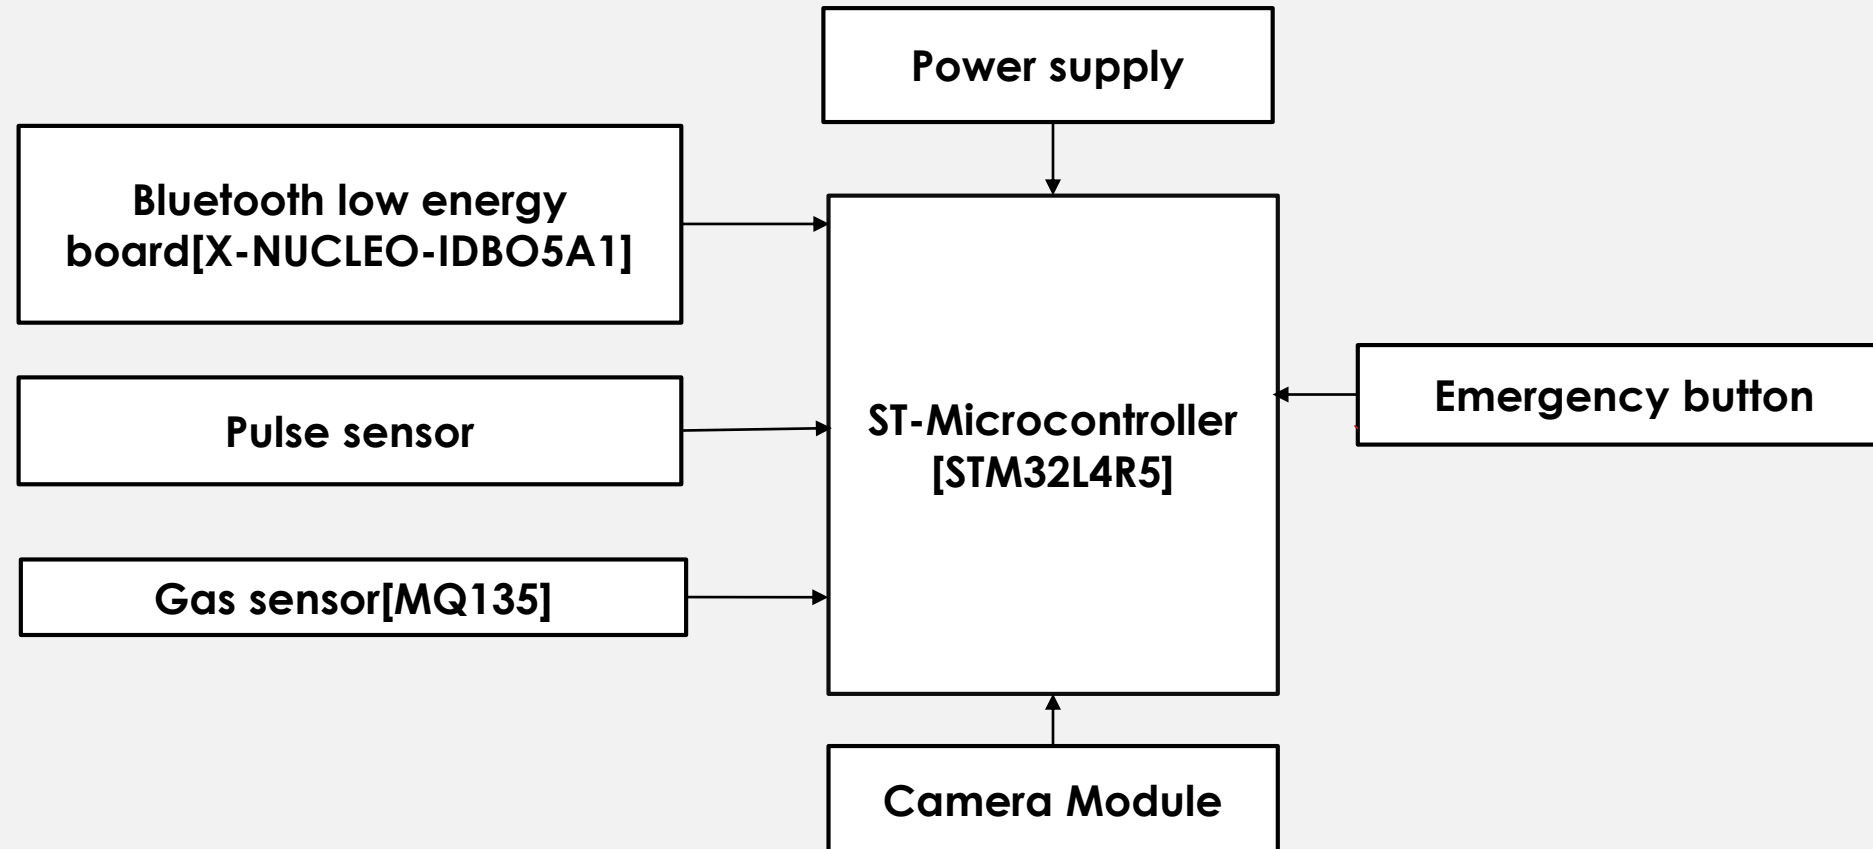 Power supply
Bluetooth low energy
board[X-NUCLEO-IDBO5A1]
Pulse sensor
Gas sensor[MQ135]
ST-Microcontroller
[STM32L4R5]
Emergency button
Camera Module